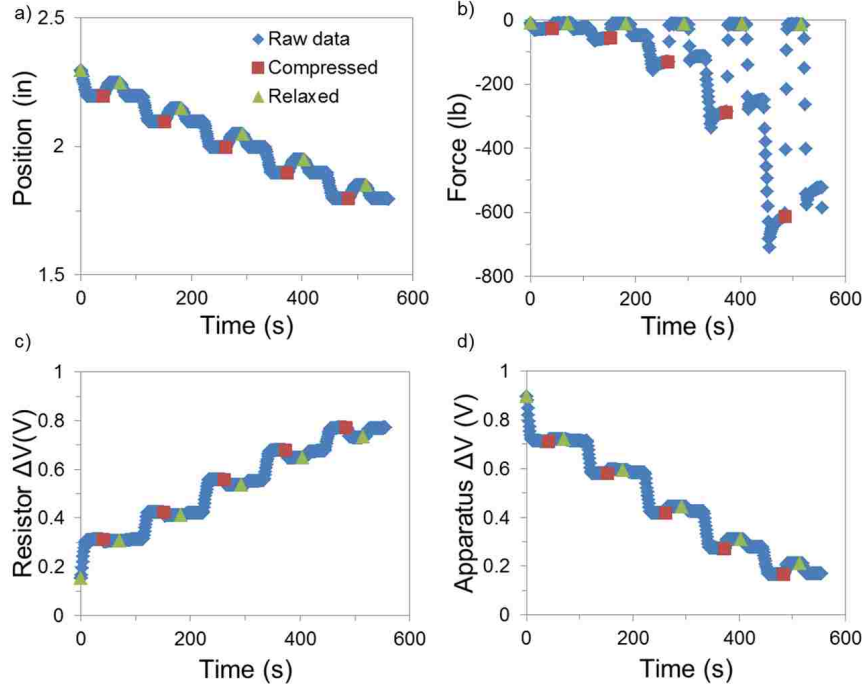 a)
2.5
2
1.5
Position (in)
0
200
400
600
Time (s)
Raw data
Compressed
Relaxed
b)
0
-200
-400
-600
-800
Force (lb)
0
200
400
600
Time (s)
c)
1
0.8
0.6
0.4
0.2
0
Resistor ΔV(V)
0
200
400
600
Time (s)
d)
1
0.8
0.6
0.4
0.2
0
Apparatus ΔV (V)
0
200
400
600
Time (s)